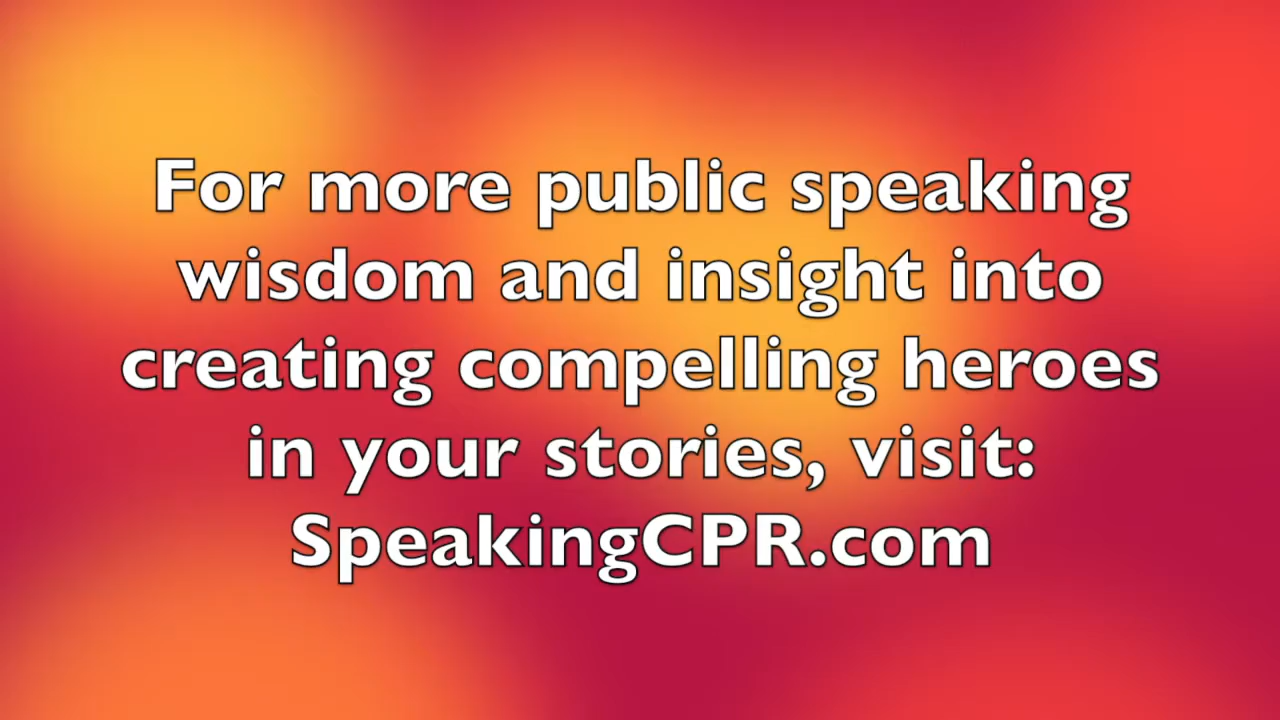 For more public speaking
wisdom and insight into
creating compelling heroes
in your stories, visit:
SpeakingCPR.com